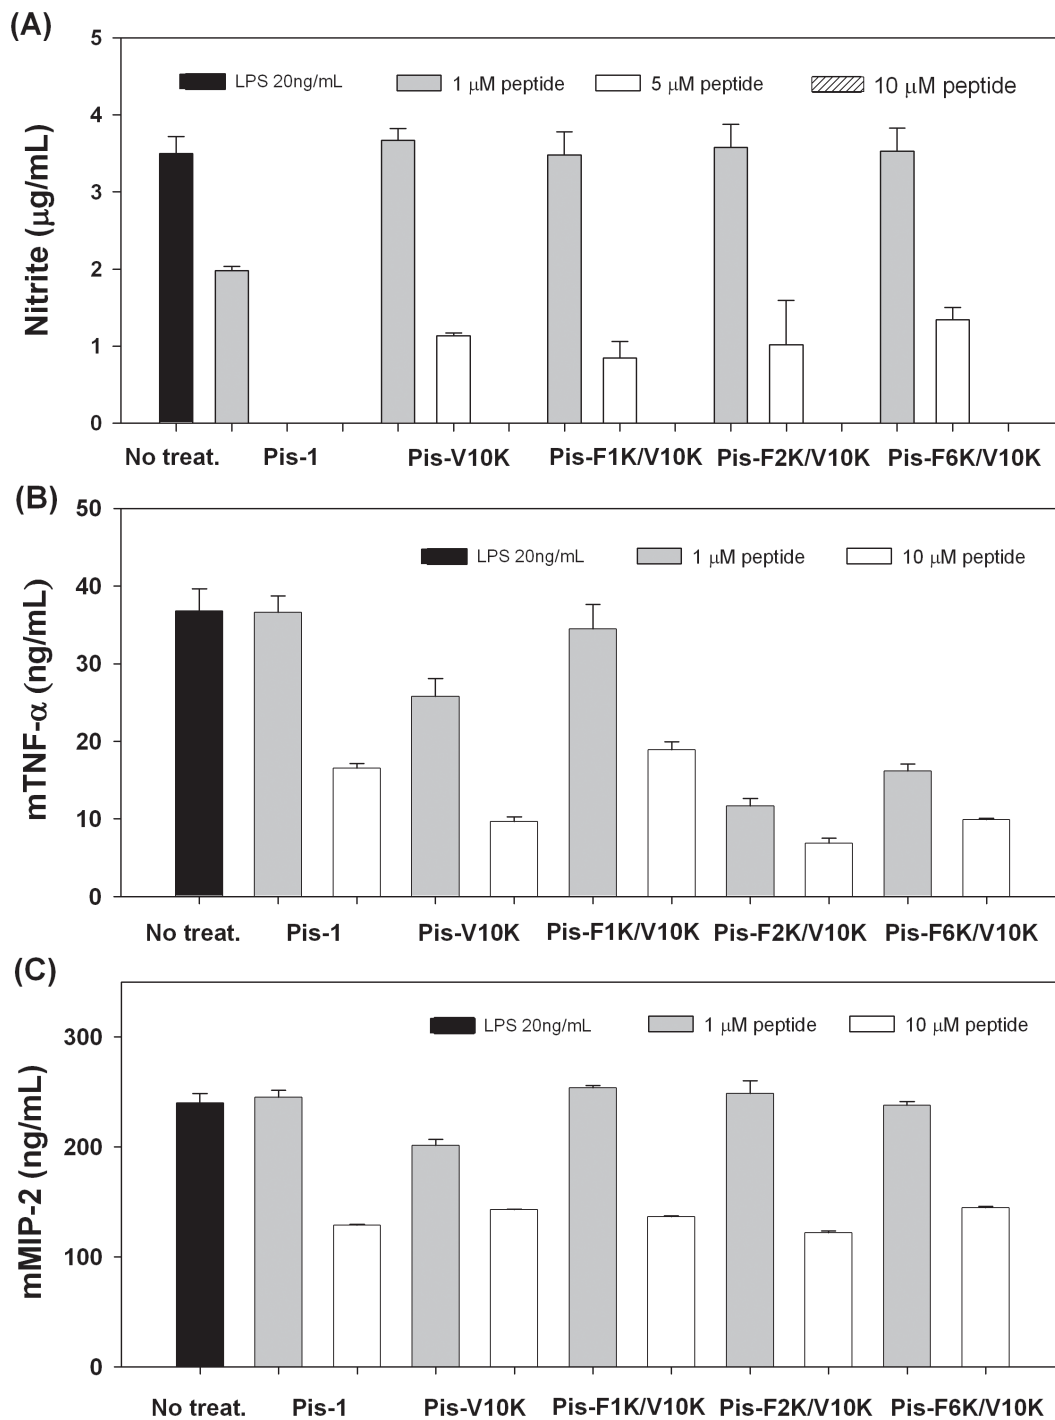 (A)
5
LPS 20ng/mL 1 μM peptide 5 μM peptide 10 μM peptide
4
3
2
1
0
Nitrite (μg/mL)
No treat. Pis-1 Pis-V10K Pis-F1K/V10K Pis-F2K/V10K Pis-F6K/V10K
(B)
50
LPS 20ng/mL 1 μM peptide 10 μM peptide
40
30
20
10
0
mTNF-α (ng/mL)
No treat. Pis-1 Pis-V10K Pis-F1K/V10K Pis-F2K/V10K Pis-F6K/V10K
(C)
LPS 20ng/mL 1 μM peptide 10 μM peptide
300
200
100
0
mMIP-2 (ng/mL)
No treat. Pis-1 Pis-V10K Pis-F1K/V10K Pis-F2K/V10K Pis-F6K/V10K